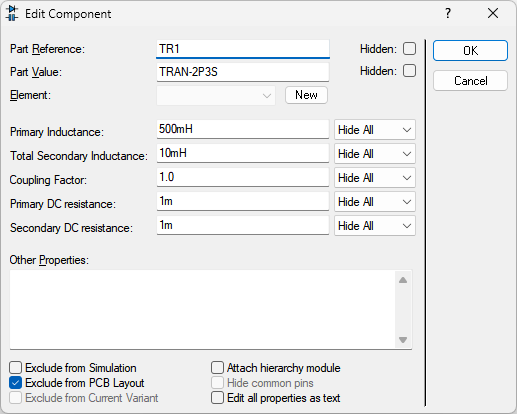 Edit Component
?
Part Reference: TR1 Hidden:
OK
Part Value: TRAN-2P3S Hidden:
Cancel
Element: New
Primary Inductance: 500mH Hide All
Total Secondary Inductance: 10mH Hide All
Coupling Factor: 1.0 Hide All
Primary DC resistance: 1m Hide All
Secondary DC resistance: 1m Hide All
Other Properties:
Exclude from Simulation Attach hierarchy module
Exclude from PCB Layout Hide common pins
Exclude from Current Variant Edit all properties as text